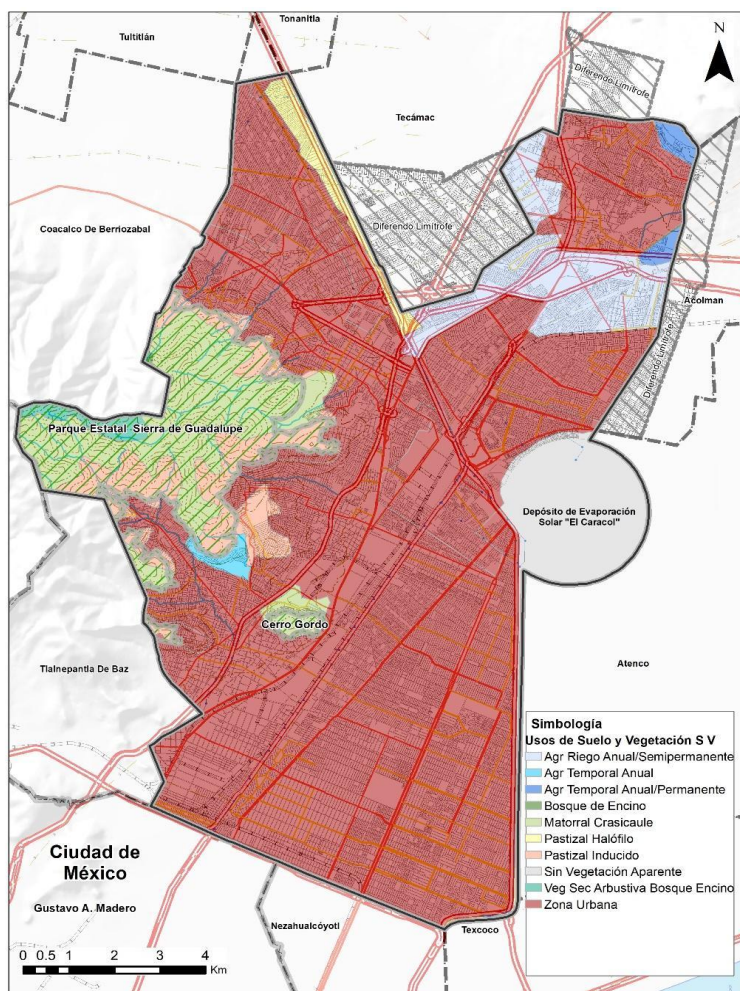 Tonanitla
Tultitlán
N
Diferendo Limítrofe
Tecámac
Coacalco De Berriozabal
Diferendo Limítrofe
Acolman
Diferendo Limítrofe
Parque Estatal Sierra de Guadalupe
Depósito de Evaporación
Solar "El Caracol"
Cerro Gordo
Tlalnepantla De Baz
Atenco
Simbología
Usos de Suelo y Vegetación S V
Agr Riego Anual/Semipermanente
Agr Temporal Anual
Agr Temporal Anual/Permanente
Bosque de Encino
Matorral Crasicaule
Pastizal Halófilo
Pastizal Inducido
Sin Vegetación Aparente
Veg Sec Arbustiva Bosque Encino
Zona Urbana
Ciudad de
México
Gustavo A. Madero
Nezahualcóyotl
Texcoco
0 0.5 1 2 3 4
Km